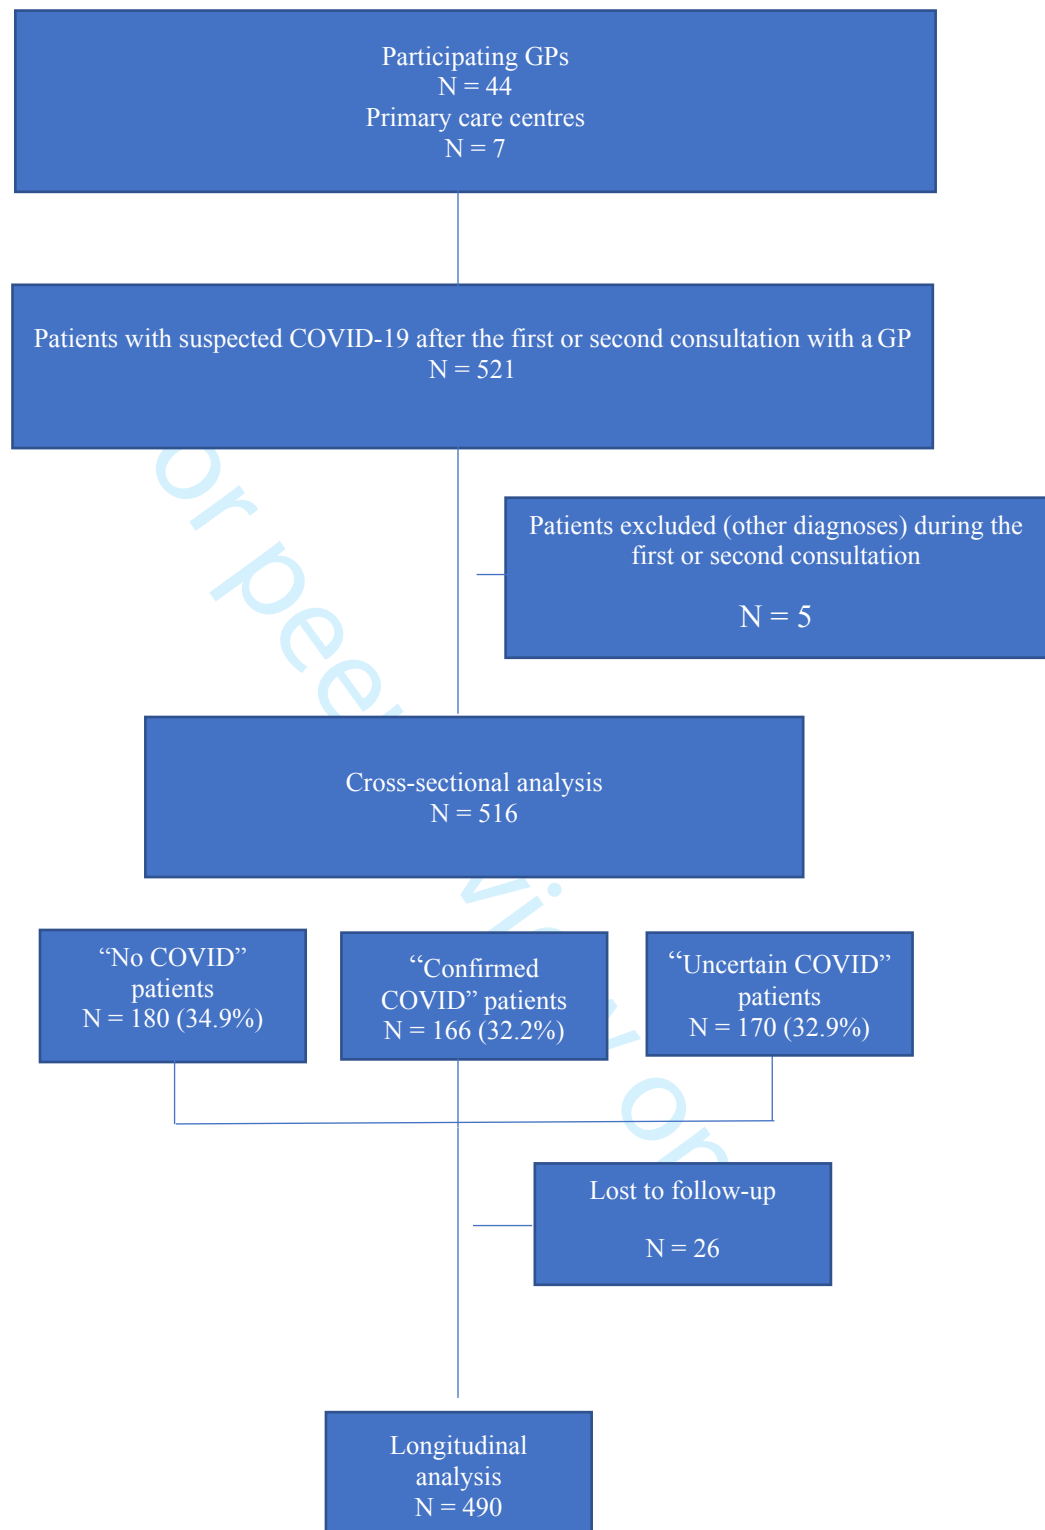 Participating GPs
N = 44
Primary care centres
N = 7
Patients with suspected COVID-19 after the first or second consultation with a GP
N = 521
Patients excluded (other diagnoses) during the
first or second consultation
N = 5
Cross-sectional analysis
N = 516
“No COVID”
patients
N = 180 (34.9%)
“Confirmed
COVID” patients
N = 166 (32.2%)
“Uncertain COVID”
patients
N = 170 (32.9%)
Lost to follow-up
N = 26
Longitudinal
analysis
N = 490